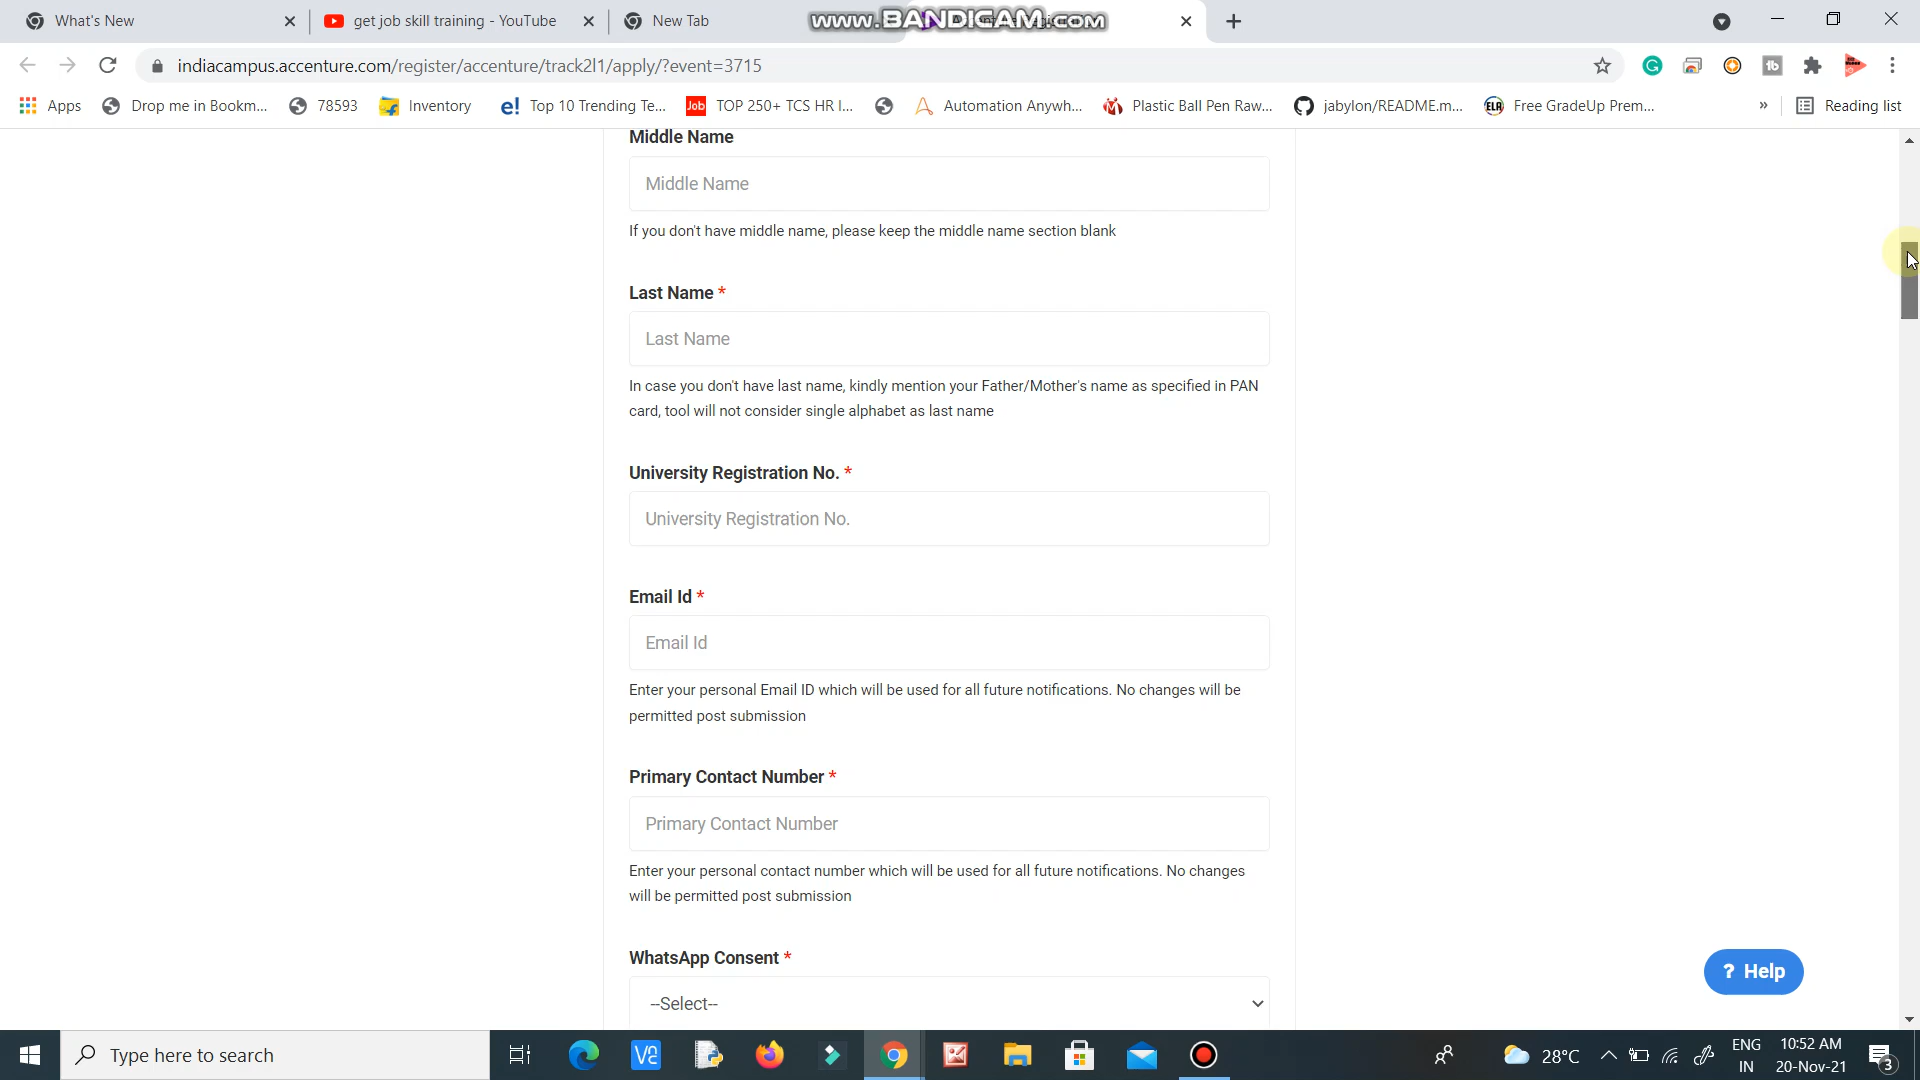 What's New
get job skill training - YouTube
New Tab
www.BANDICAM.com
indiacampus.accenture.com/register/accenture/track2l1/apply/?event=3715
Apps
Drop me in Bookm...
78593
Inventory
Top 10 Trending Te...
TOP 250+ TCS HR I...
Automation Anywh...
Plastic Ball Pen Raw...
jabylon/README.m...
Free GradeUp Prem...
»
Reading list
Middle Name
Middle Name
If you don't have middle name, please keep the middle name section blank
Last Name *
Last Name
In case you don't have last name, kindly mention your Father/Mother's name as specified in PAN
card, tool will not consider single alphabet as last name
University Registration No. *
University Registration No.
Email Id *
Email Id
Enter your personal Email ID which will be used for all future notifications. No changes will be
permitted post submission
Primary Contact Number *
Primary Contact Number
Enter your personal contact number which will be used for all future notifications. No changes
will be permitted post submission
WhatsApp Consent *
--Select--
? Help
Type here to search
28°C
ENG
IN
10:52 AM
20-Nov-21
3